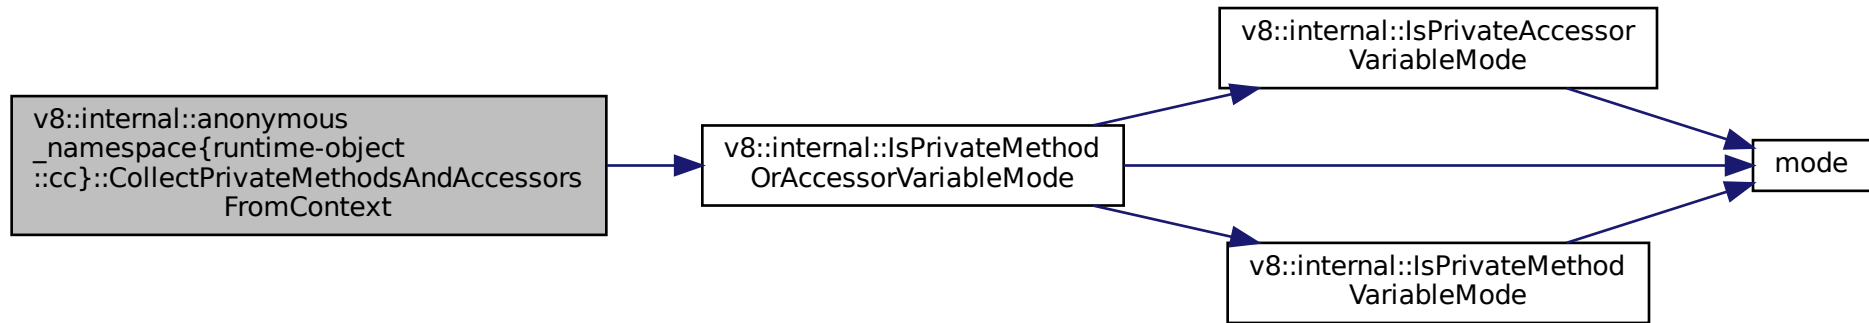 v8::internal::anonymous
_namespace{runtime-object
::cc}::CollectPrivateMethodsAndAccessors
FromContext
v8::internal::IsPrivateMethod
OrAccessorVariableMode
v8::internal::IsPrivateAccessor
VariableMode
mode
v8::internal::IsPrivateMethod
VariableMode